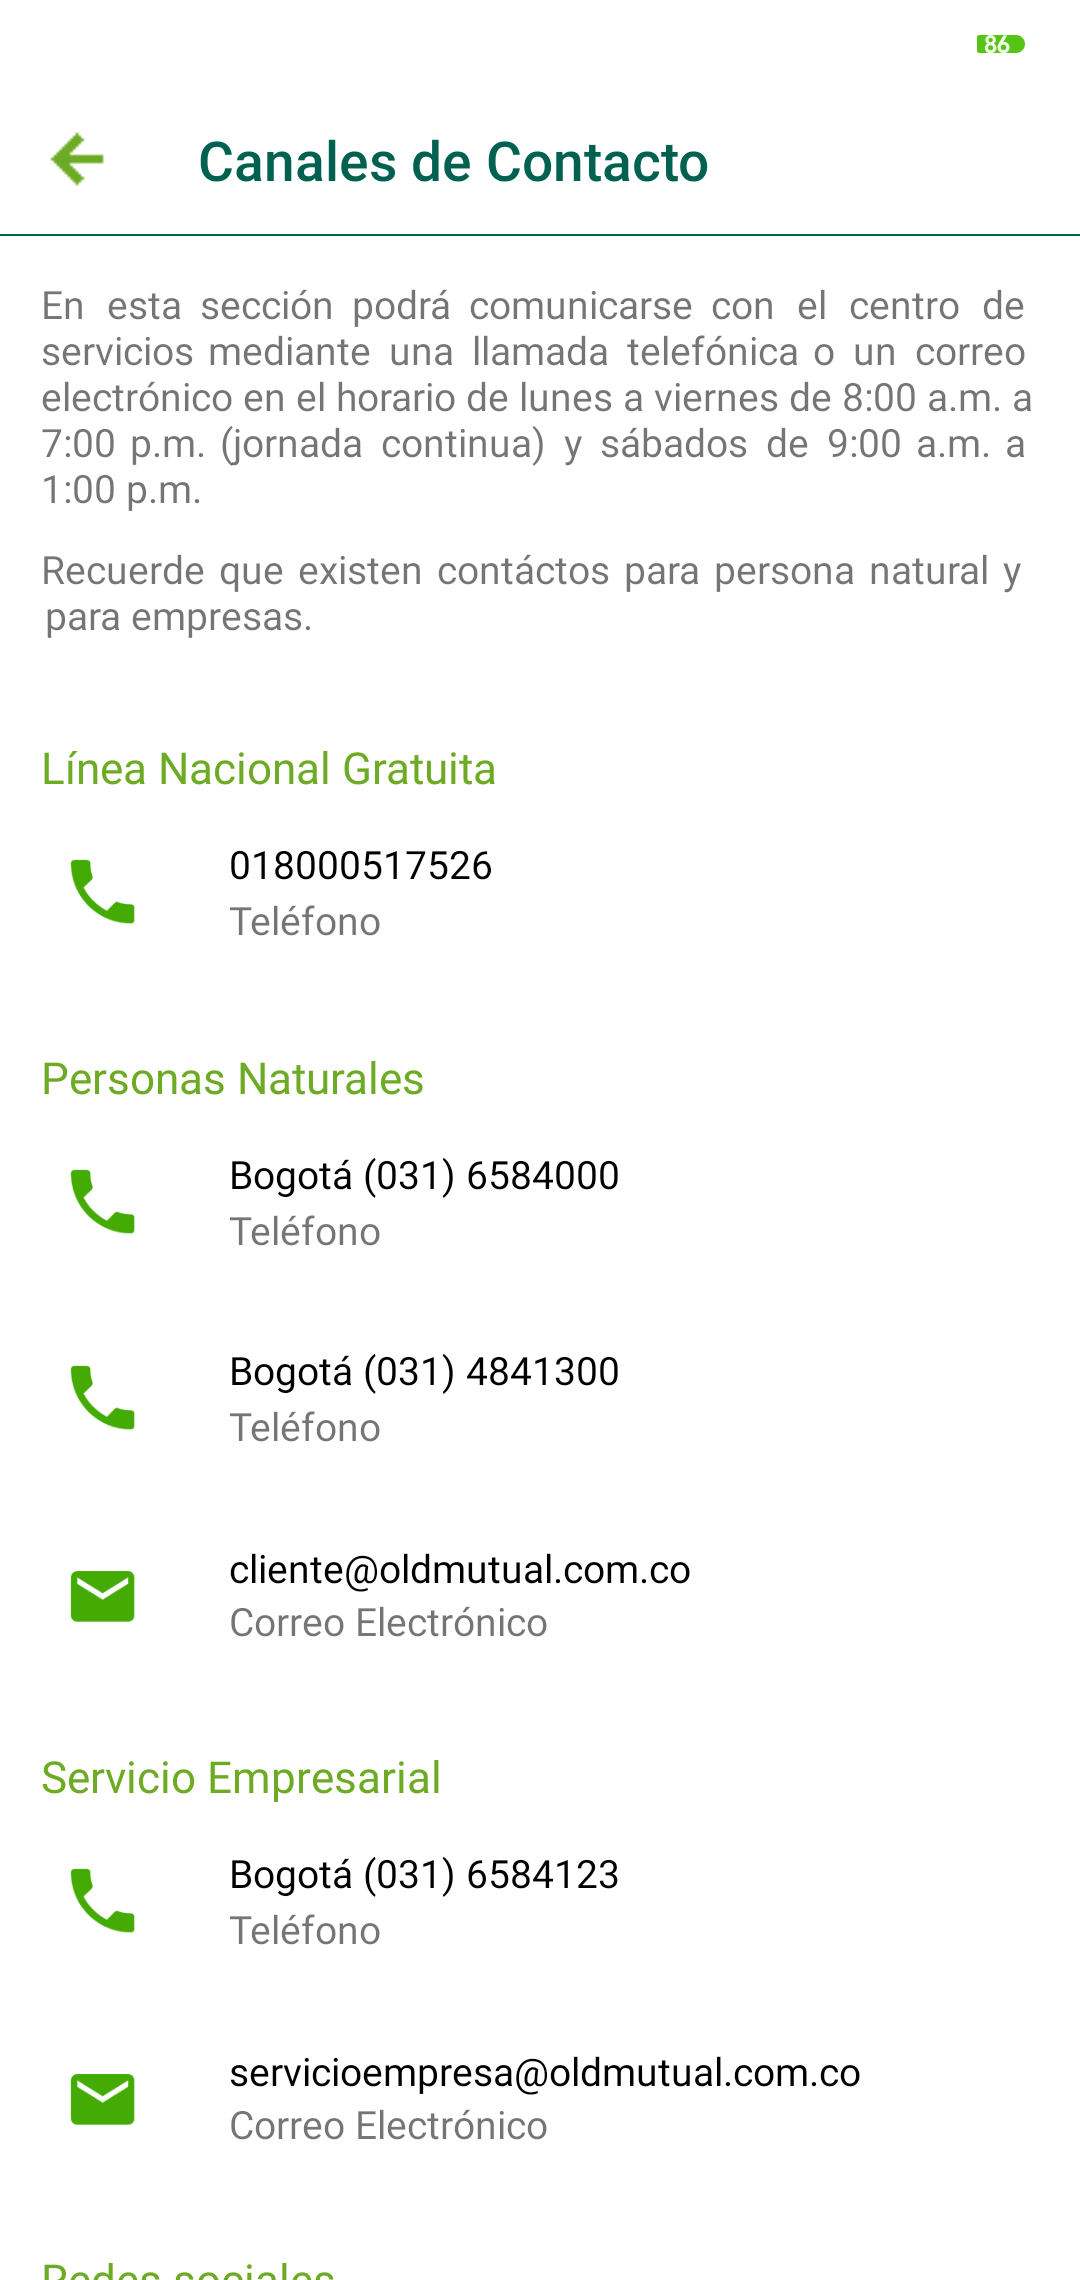 86
Canales de Contacto
En esta sección podrá comunicarse con el centro de
servicios mediante una llamada telefónica o un correo
electrónico en el horario de lunes a viernes de 8:00 a.m. a
7:00 p.m. (jornada continua) y sábados de 9:00 a.m. a
1:00 p.m.
Recuerde que existen contáctos para persona natural y
para empresas.
Línea Nacional Gratuita
018000517526
Teléfono
Personas Naturales
Bogotá (031) 6584000
Teléfono
Bogotá (031) 4841300
Teléfono
cliente@oldmutual.com.co
Correo Electrónico
Servicio Empresarial
Bogotá (031) 6584123
Teléfono
servicioempresa@oldmutual.com.co
Correo Electrónico
Redes sociales